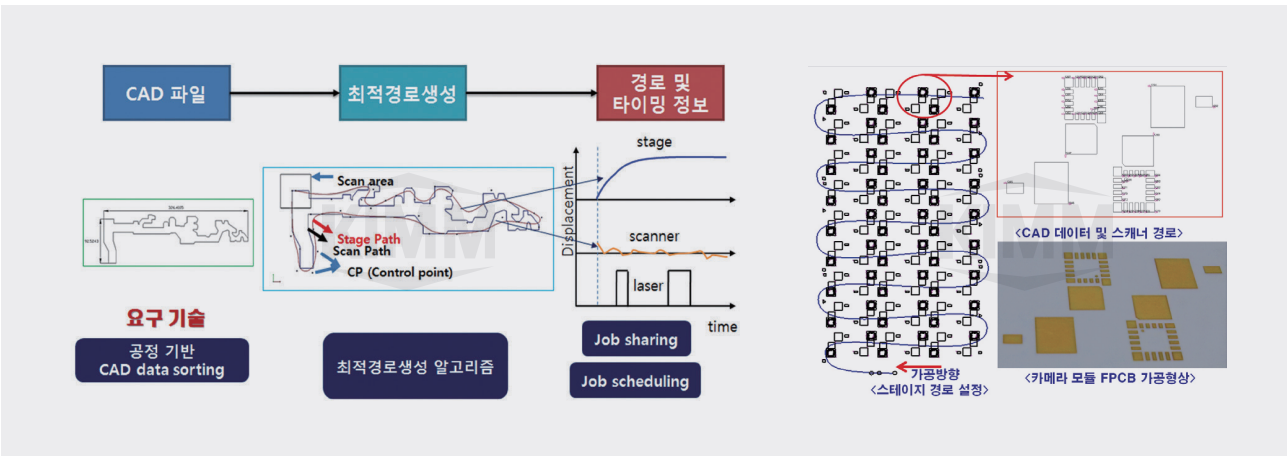 CAD 파일
최적경로생성
경로 및
타이밍 정보
stage
Scan area
Displacement
Stage Path
Scan Path
CP (Control point)
scanner
laser
time
요구 기술
공정 기반
CAD data sorting
최적경로생성 알고리즘
Job sharing
Job scheduling
KIMM
KIMM
가공방향
<스테이지 경로 설정>
<CAD 데이터 및 스캐너 경로>
<카메라 모듈 FPCB 가공형상>